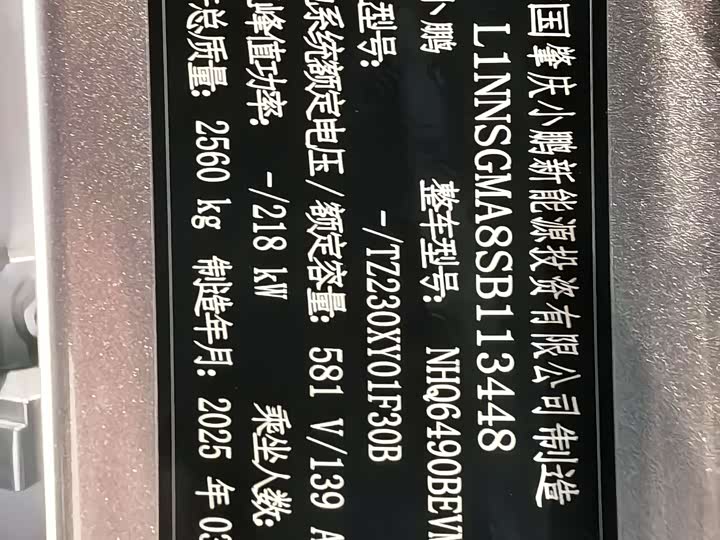 国肇庆小鹏新能源投资有限公司制造
L1NNSGMA8SB113448
小鹏 整车型号: NHQ6490BEV
型号: -/TZ230XY01F30B
系统额定电压/额定容量: 581 V/139 A
峰值功率: -/218 kW 乘坐人数:
总质量: 2560 kg 制造年月: 2025 年 03